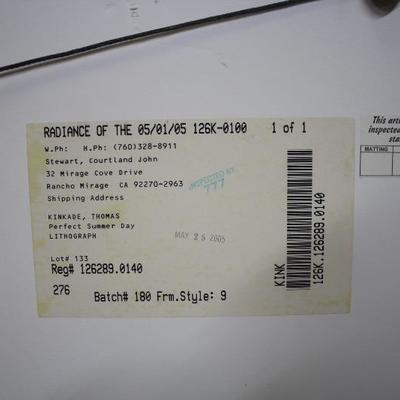 RADIANCE OF THE 05/01/05 126K-0100 1 of 1
W.Ph: H.Ph: (760)328-8911
Stewart, Courtland John
32 Mirage Cove Drive
Rancho Mirage CA 92270-2963
Shipping Address
INSPECTED BY
777
KINKADE, THOMAS
Perfect Summer Day
LITHOGRAPH
MAY 25 2005
Lot# 133
Reg# 126289.0140
276
Batch# 180 Frm.Style: 9
KINK
126K.126289.0140
This art
inspected
sta
MATTING